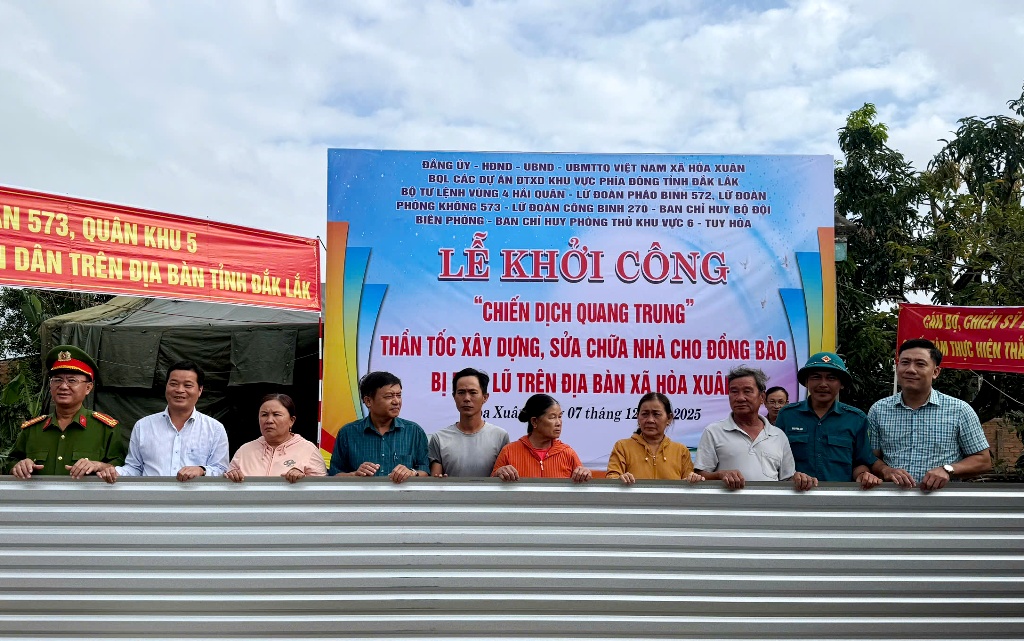 ĐẢNG ỦY - HĐND - UBND - UBMTTQ VIỆT NAM XÃ HÒA XUÂN
BQL CÁC DỰ ÁN ĐTXD KHU VỰC PHÍA ĐÔNG TỈNH ĐẮK LẮK
BỘ TƯ LỆNH VÙNG 4 HẢI QUÂN - LỮ ĐOÀN PHÁO BINH 572, LỮ ĐOÀN
PHÒNG KHÔNG 573 - LỮ ĐOÀN CÔNG BINH 270 - BAN CHỈ HUY BỘ ĐỘI
BIÊN PHÒNG - BAN CHỈ HUY PHÒNG THỦ KHU VỰC 6 - TUY HÒA
LỄ KHỞI CÔNG
"CHIẾN DỊCH QUANG TRUNG"
THẦN TỐC XÂY DỰNG, SỬA CHỮA NHÀ CHO ĐỒNG BÀO
BỊ LŨ TRÊN ĐỊA BÀN XÃ HÒA XUÂN
07 tháng 12 2025
573, QUÂN KHU 5
DÂN TRÊN ĐỊA BÀN TỈNH ĐẮK LẮK
CÁN BỘ, CHIẾN SỸ
THỰC HIỆN